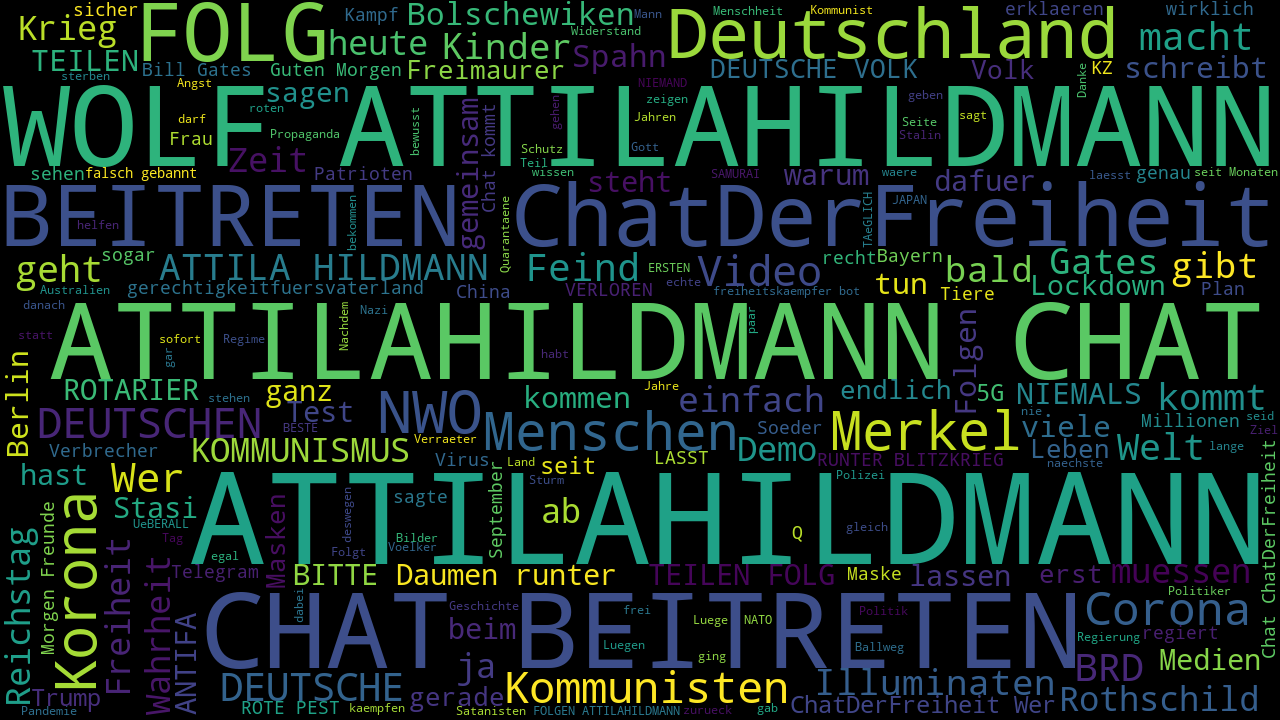 sicher
Krieg
FOLG
Kampf
Bolschewiken
Mann
Widerstand
Menschheit
Kommunist
Deutschland
erklaeren
wirklich
macht
TEILEN
heute
Kinder
Spahn
sterben
Bill Gates
Guten Morgen
Freimaurer
DEUTSCHE VOLK
Volk
Danke
KZ
schreibt
Angst
sagen
NIEMAND
WOLF
ATTILAHILDMANN
roten
darf
Frau
Propaganda
bewusst
zeigen
Jahren
gehen
geben
Seite
Stalin
sagt
Zeit
gemeinsam
Chat kommt
Schutz
Teil
Gott
wissen
sehen
falsch gebannt
Patrioten
steht
SAMURAI
warum
waere
dafuer
laesst
genau
seit Monaten
BEITRETEN
ChatDerFreiheit
helfen
bekommen
Quarantaene
TAeGLICH
JAPAN
geht
sogar
ATTILA HILDMANN
Feind
ERSTEN
echte
Video
recht
Bayern
bald
Gates
gibt
Australien
gerechtigkeitfuersvaterland
China
VERLOREN
freiheitskaempfer bot
tun
Tiere
Lockdown
Plan
danach
ATTILAHILDMANN
CHAT
statt
sofort
gar
Regime
Nazi
Nachdem
habt
paar
Folgen
Berlin
ROTARIER
stehen
ganz
Jahre
kommen
einfach
endlich
5G
NIEMALS
kommt
DEUTSCHEN
BESTE
Test
NWO
Menschen
Soeder
Merkel
nie
viele
Millionen
seid
Ziel
Verbrecher
KOMMUNISMUS
Verraeter
Demo
Leben
Welt
lange
hast
Wer
Virus
Land
seit
LASST
RUNTER BLITZKRIEG
naechste
Korona
Stasi
sagte
September
Sturm
Polizei
ATTILAHILDMANN
UeBERALL
Tag
deswegen
Bilder
ab
Q
gleich
Reichstag
Morgen Freunde
Freiheit
Wahrheit
egal
Masken
Folgt
Voelker
Chat ChatDerFreiheit
Telegram
BITTE
Daumen runter
TEILEN FOLG
Maske
lassen
erst
muessen
ANTIFA
CHAT BEITRETEN
dabei
Geschichte
frei
Luege
NATO
Politik
Politiker
Corona
beim
Luegen
ging
Ballweg
Regierung
regiert
ja
BRD
Medien
Trump
DEUTSCHE
gerade
Kommunisten
Illuminaten
Rothschild
Pandemie
ROTE PEST
kaempfen
Satanisten
FOLGEN ATTILAHILDMANN
zurueck
gab
ChatDerFreiheit Wer